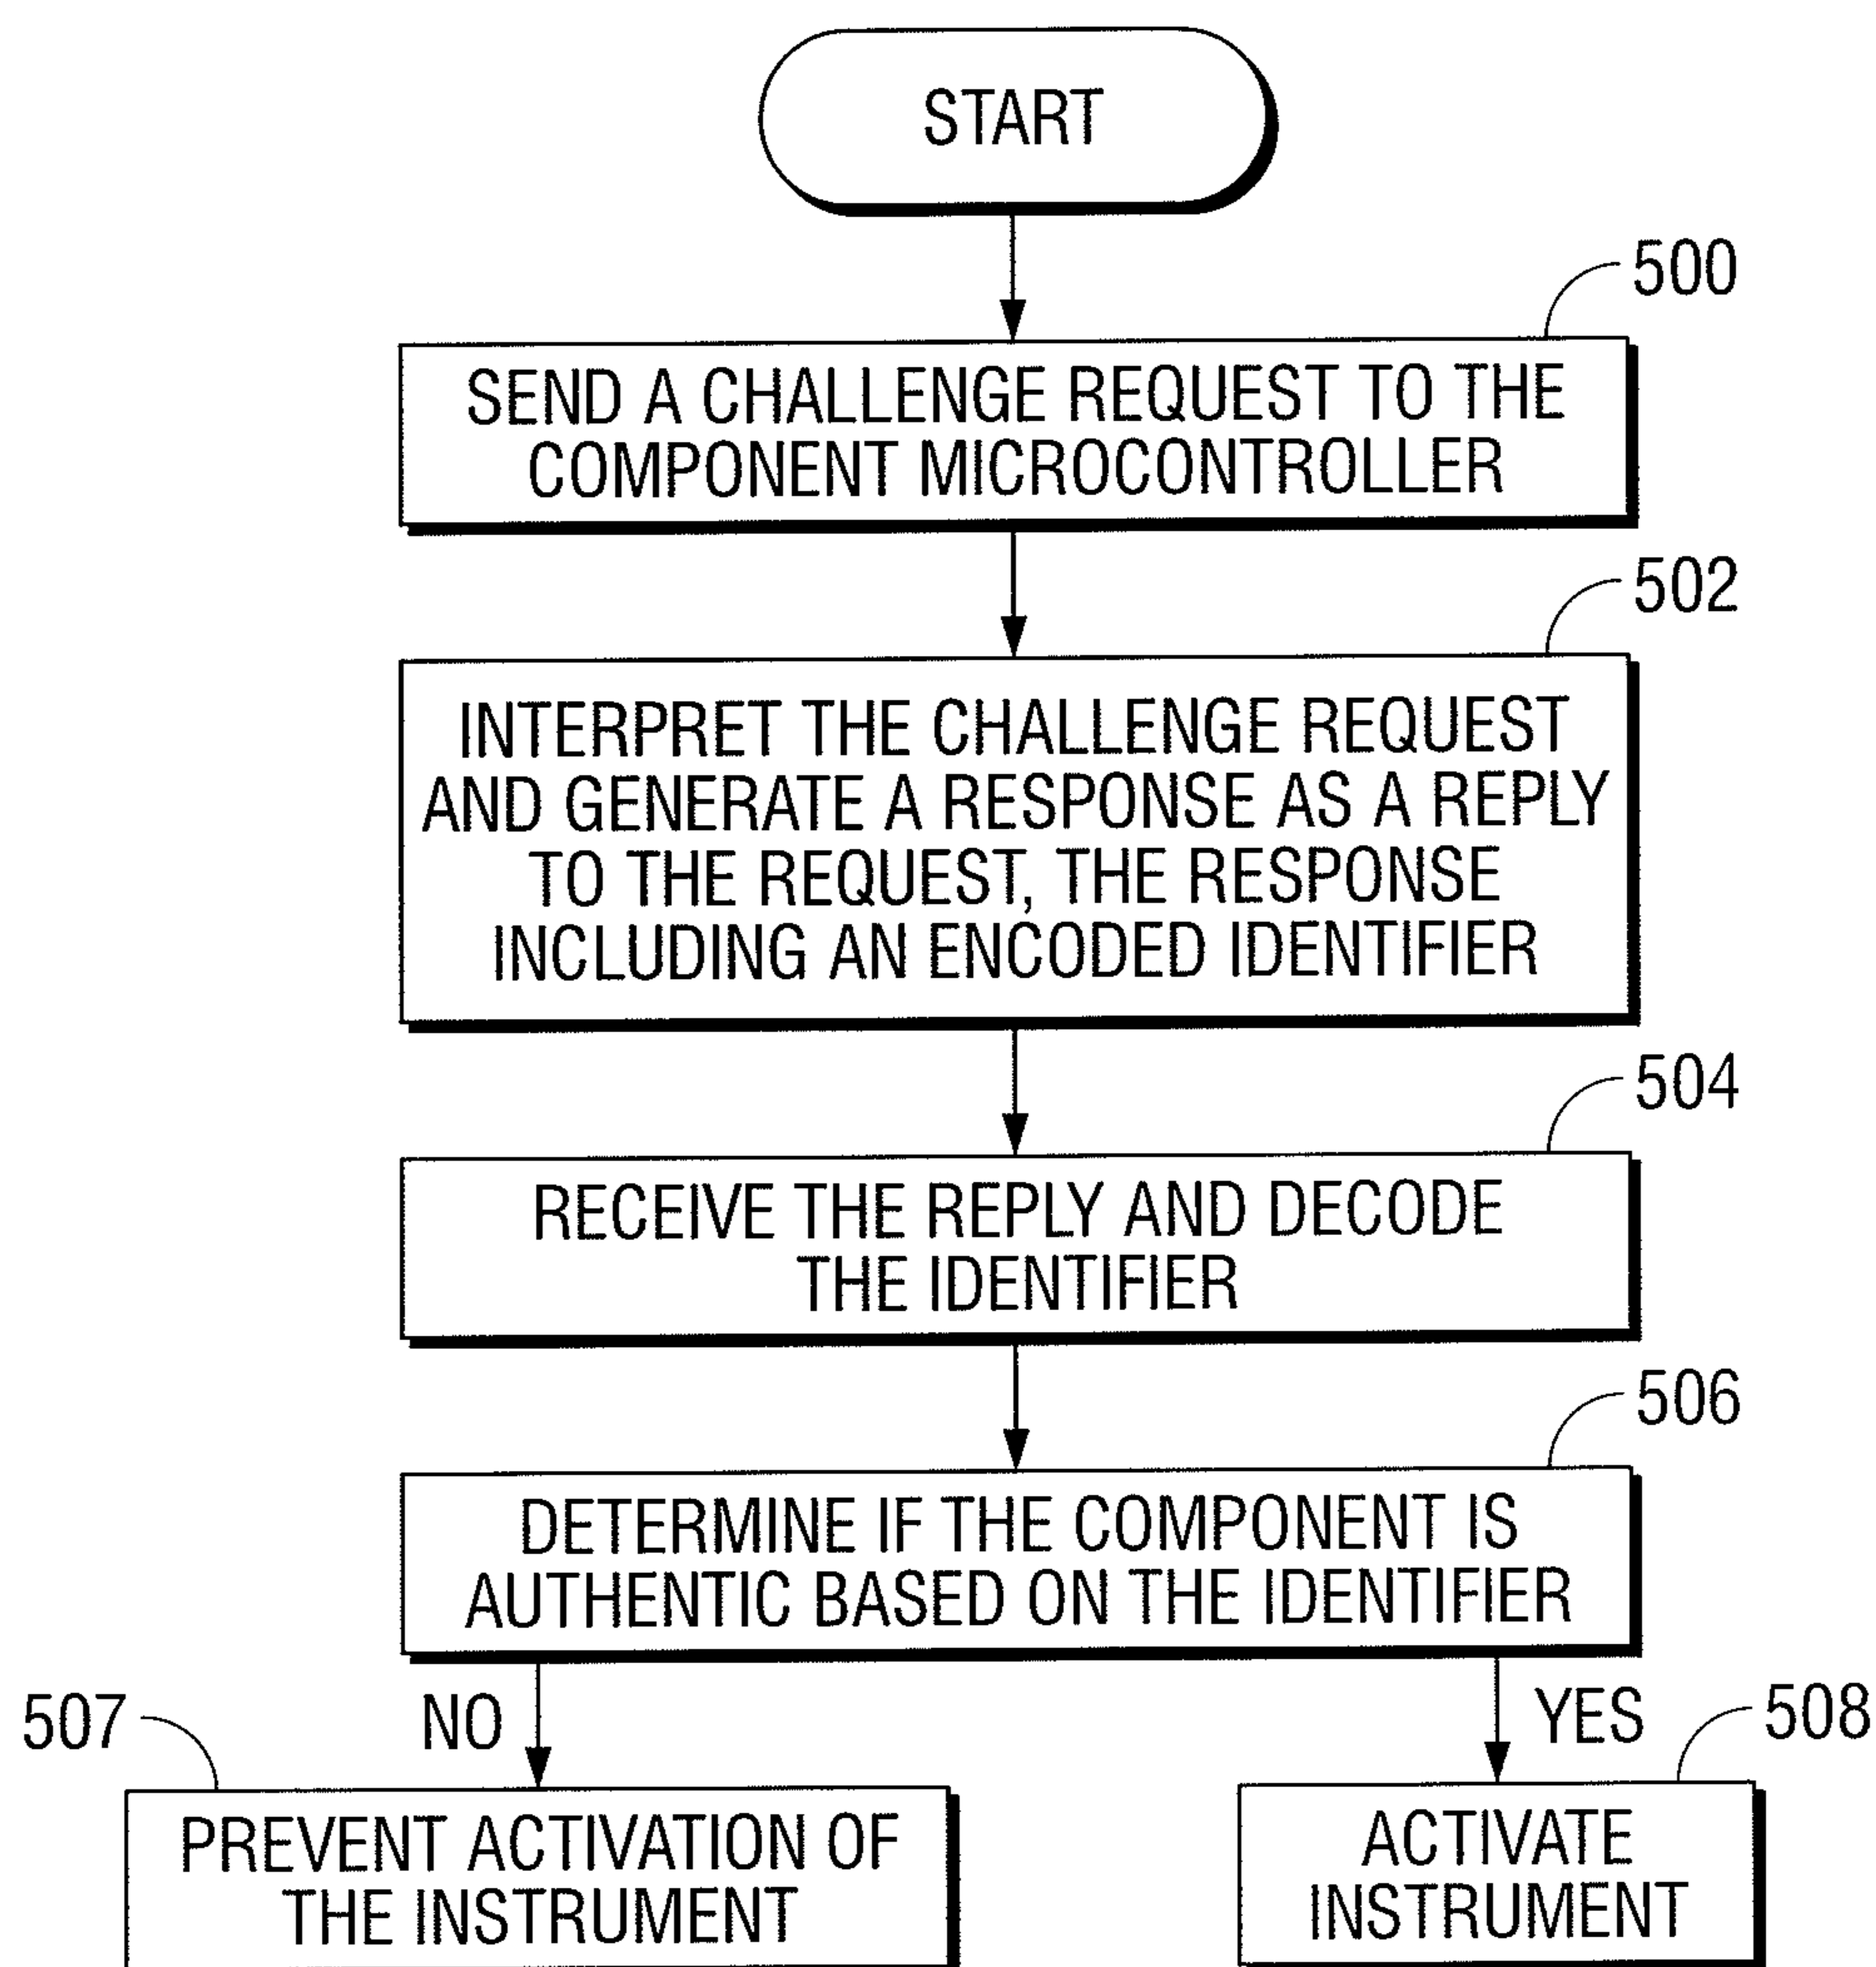 START
500
SEND A CHALLENGE REQUEST TO THE
COMPONENT MICROCONTROLLER
502
INTERPRET THE CHALLENGE REQUEST
AND GENERATE A RESPONSE AS A REPLY
TO THE REQUEST, THE RESPONSE
INCLUDING AN ENCODED IDENTIFIER
504
RECEIVE THE REPLY AND DECODE
THE IDENTIFIER
506
DETERMINE IF THE COMPONENT IS
AUTHENTIC BASED ON THE IDENTIFIER
507
NO
YES
508
PREVENT ACTIVATION OF
THE INSTRUMENT
ACTIVATE
INSTRUMENT